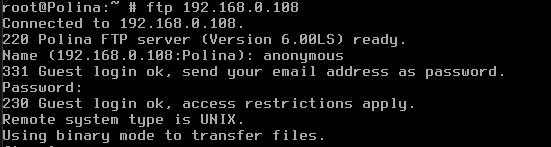 root@Polina:~ # ftp 192.168.0.108
Connected to 192.168.0.108.
220 Polina FTP server (Version 6.00LS) ready.
Name (192.168.0.108:Polina): anonymous
331 Guest login ok, send your email address as password.
Password:
230 Guest login ok, access restrictions apply.
Remote system type is UNIX.
Using binary mode to transfer files.